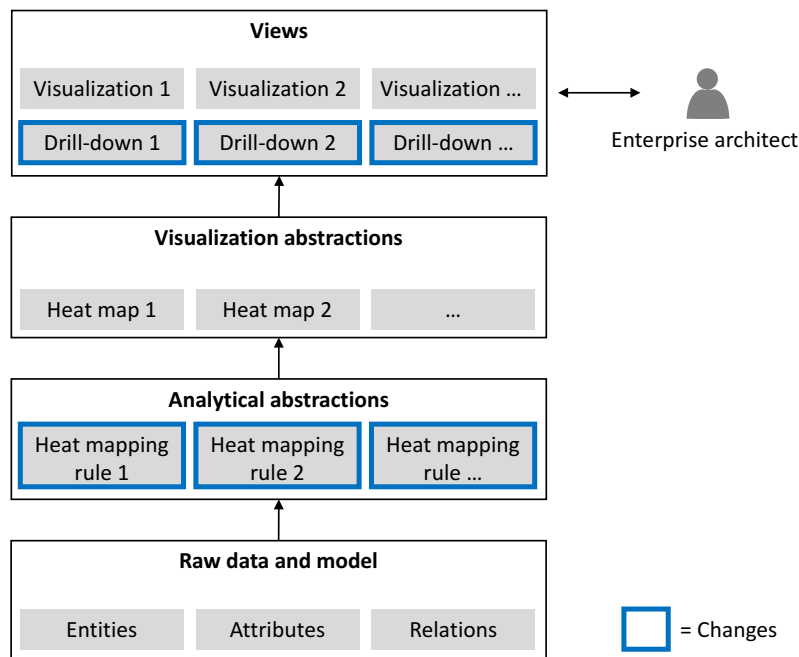 Views
Visualization 1
Visualization 2
Visualization ...
Drill-down 1
Drill-down 2
Drill-down ...
Enterprise architect
Visualization abstractions
Heat map 1
Heat map 2
...
Analytical abstractions
Heat mapping
rule 1
Heat mapping
rule 2
Heat mapping
rule ...
Raw data and model
Entities
Attributes
Relations
= Changes